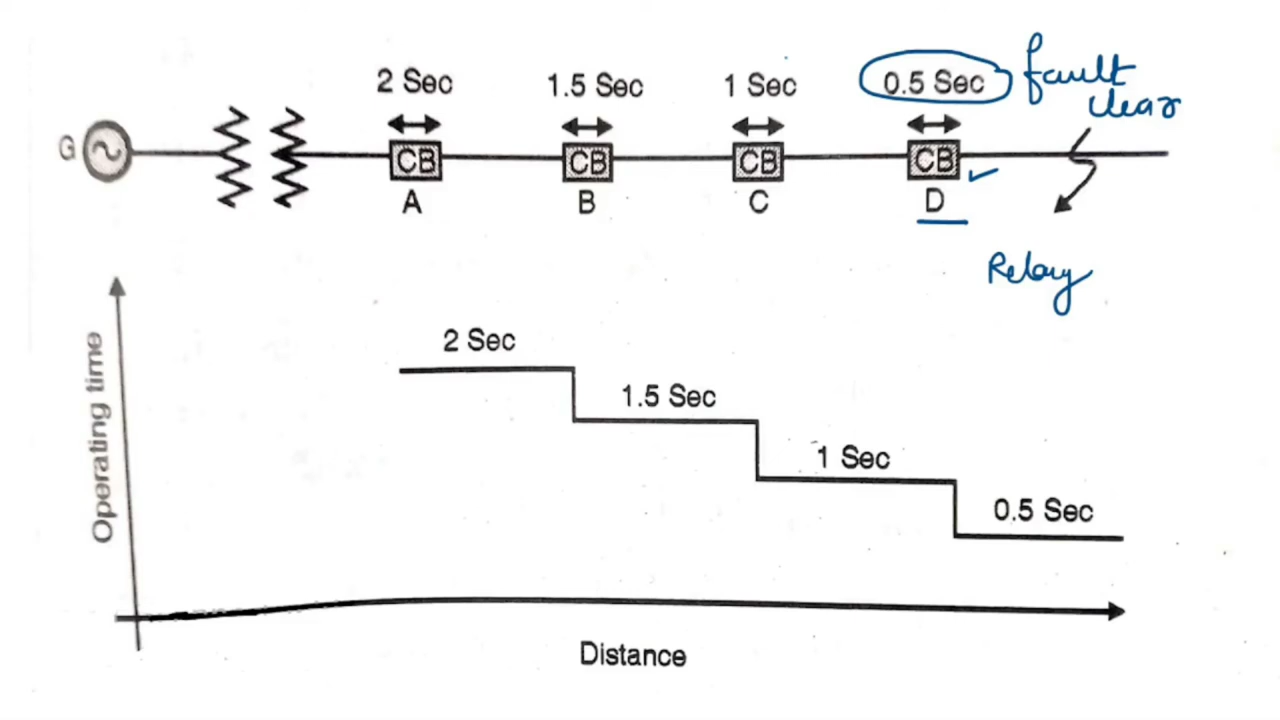 2 Sec 1.5 Sec 1 Sec 0.5 Sec fault
clear
G CB CB CB CB
A B C D
Relay
2 Sec
1.5 Sec
1 Sec
0.5 Sec
Operating time
Distance